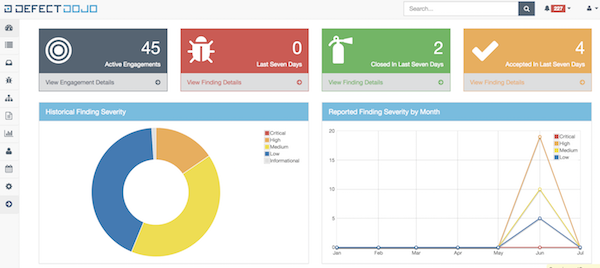 DEFECT DOJO
Search...
45
Active Engagements
View Engagement Details
0
Last Seven Days
View Finding Details
2
Closed In Last Seven Days
View Finding Details
4
Accepted In Last Seven Days
View Finding Details
Historical Finding Severity
Critical
High
Medium
Low
Informational
Reported Finding Severity by Month
20
15
10
5
0
Jan
Feb
Mar
Apr
May
Jun
Jul
Critical
High
Medium
Low